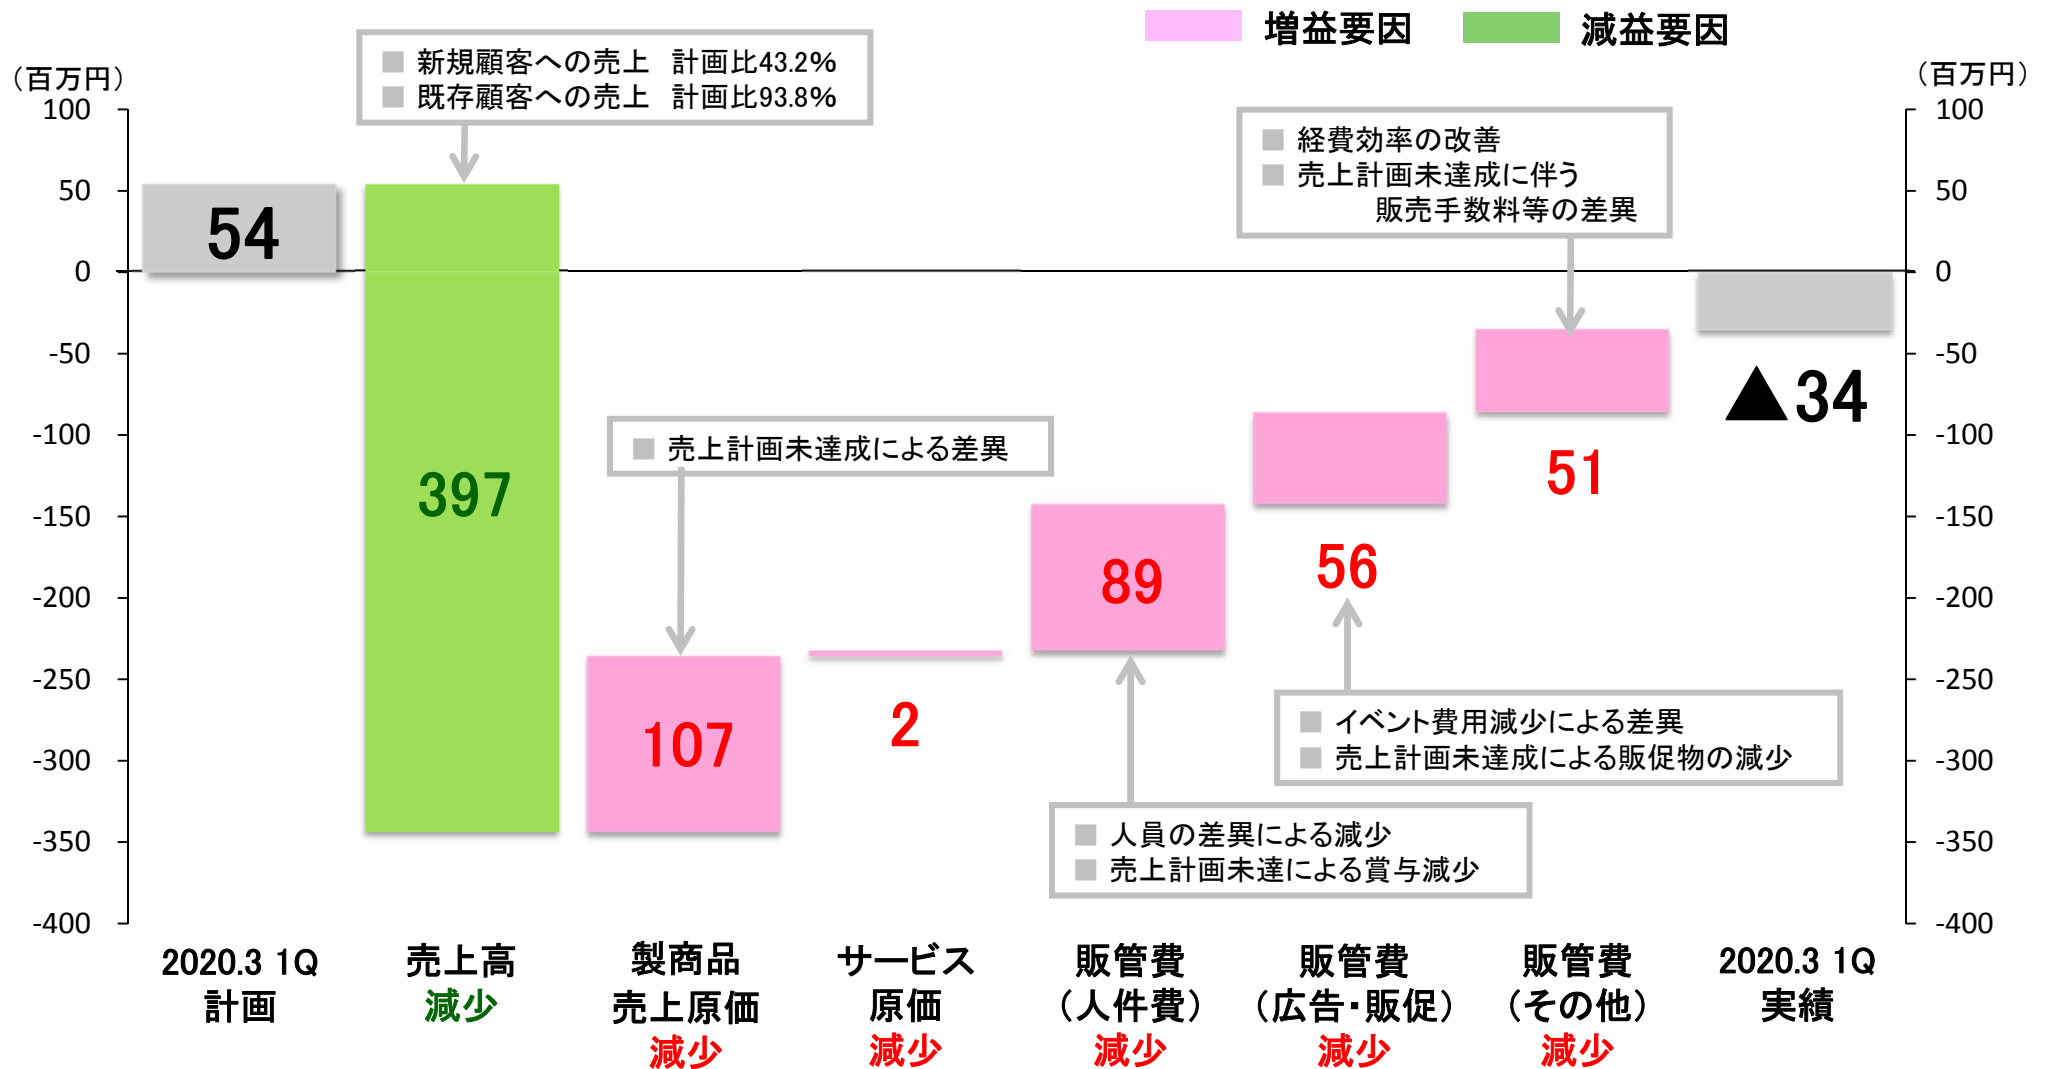 増益要因
減益要因
（百万円）
（百万円）
■ 新規顧客への売上　計画比43.2%
■ 既存顧客への売上　計画比93.8%
■ 経費効率の改善
■ 売上計画未達成に伴う
販売手数料等の差異
■ 売上計画未達成による差異
■ イベント費用減少による差異
■ 売上計画未達成による販促物の減少
■ 人員の差異による減少
■ 売上計画未達による賞与減少
100
50
0
-50
-100
-150
-200
-250
-300
-350
-400
54
397
107
2
89
56
51
▲34
100
50
0
-50
-100
-150
-200
-250
-300
-350
-400
2020.3 1Q
計画
売上高
減少
製商品
売上原価
減少
サービス
原価
減少
販管費
（人件費）
減少
販管費
（広告・販促）
減少
販管費
（その他）
減少
2020.3 1Q
実績